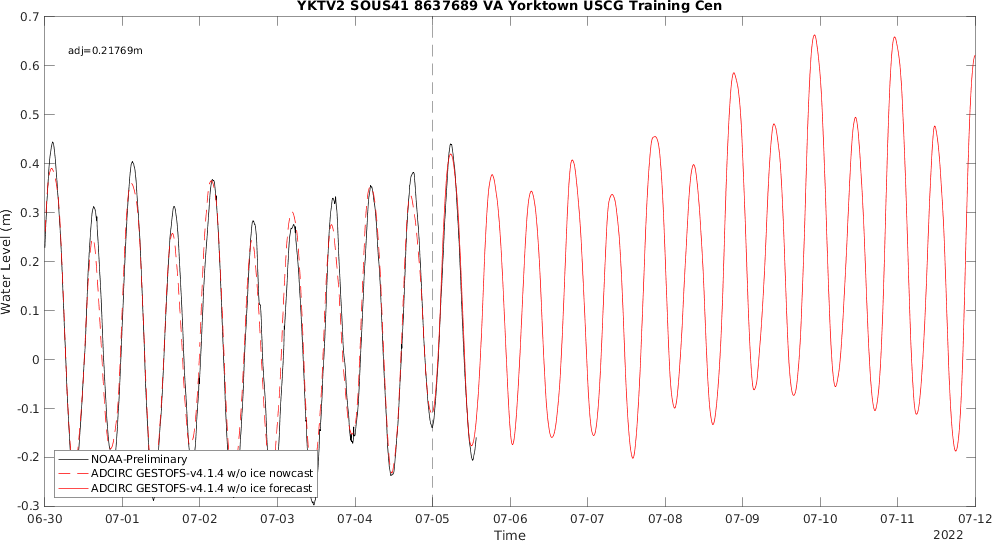 YKTV2 SOUS41 8637689 VA Yorktown USCG Training Cen
adj=0.21769m
Water Level (m)
0.7
0.6
0.5
0.4
0.3
0.2
0.1
0
-0.1
-0.2
-0.3
NOAA-Preliminary
ADCIRC GESTOFS-v4.1.4 w/o ice nowcast
ADCIRC GESTOFS-v4.1.4 w/o ice forecast
06-30 07-01 07-02 07-03 07-04 07-05 07-06 07-07 07-08 07-09 07-10 07-11 07-12
Time
2022